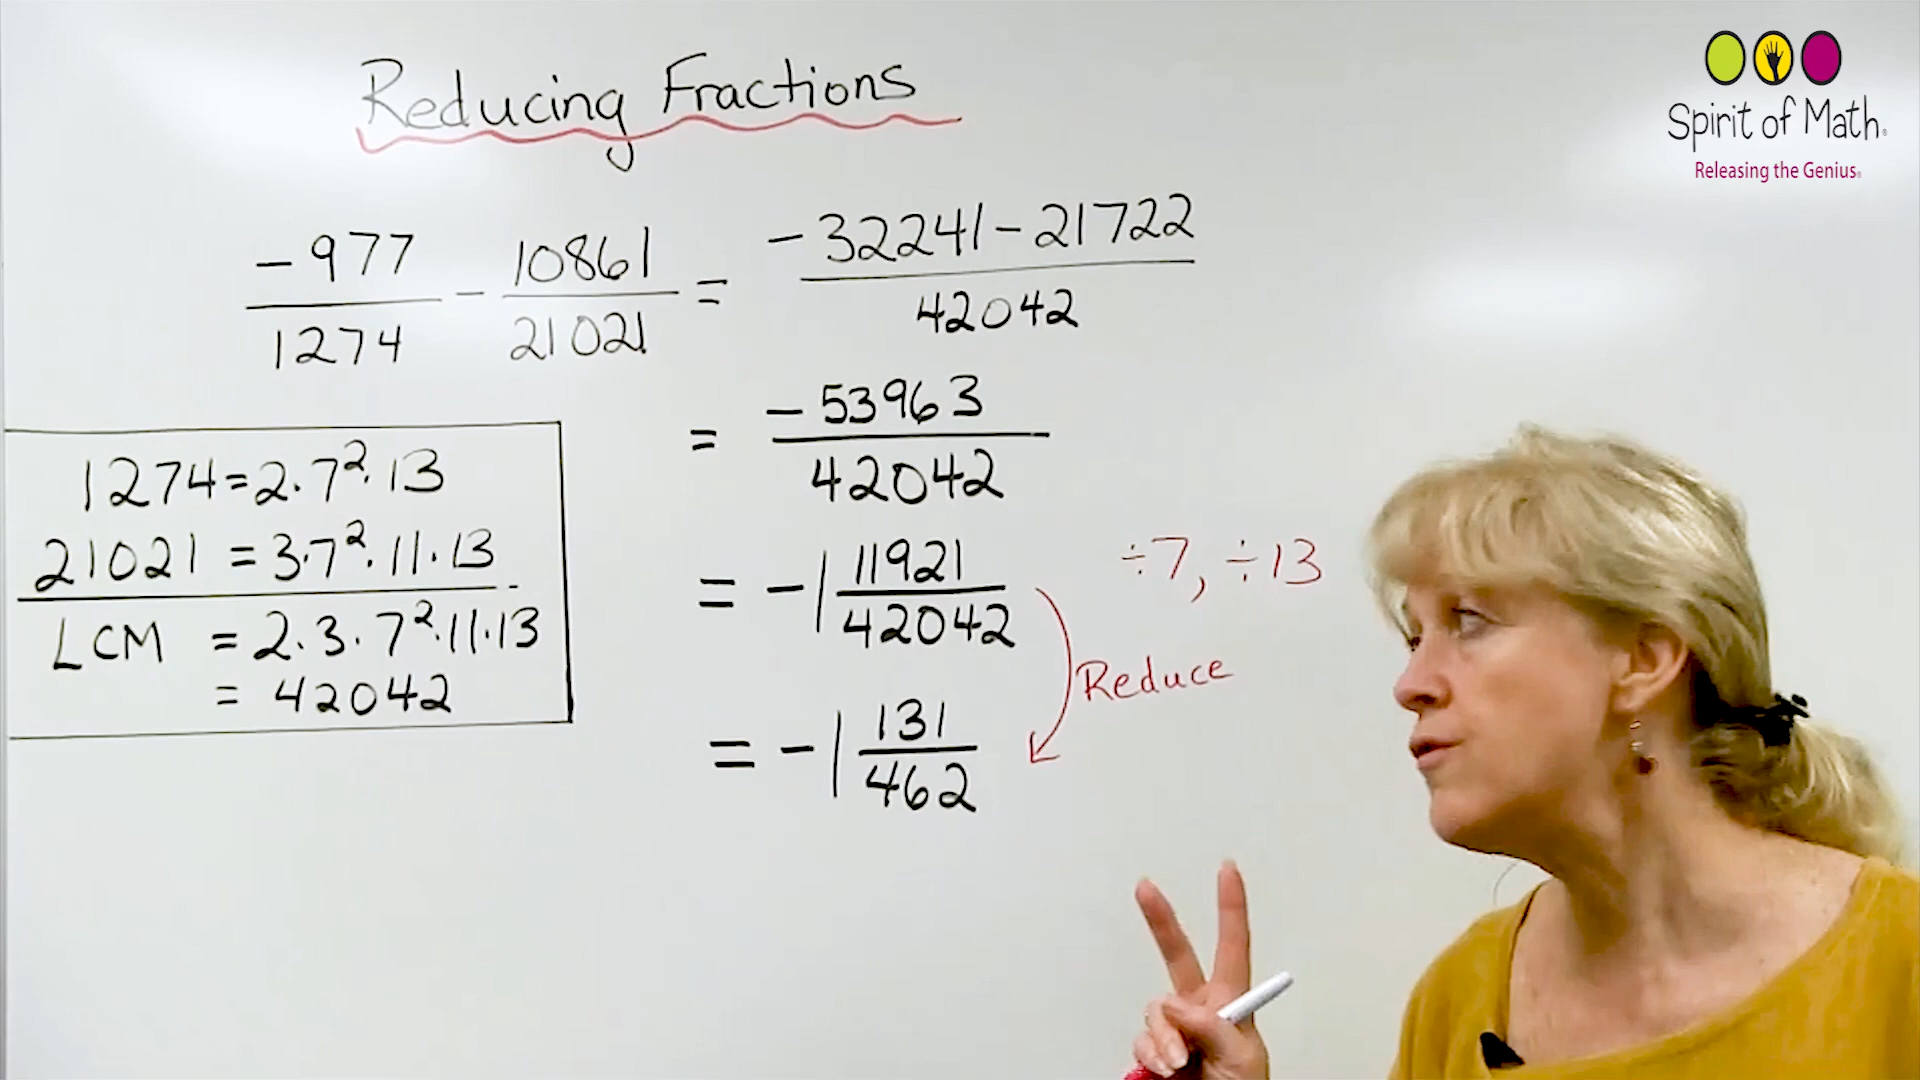 Reducing Fractions
Spirit of Math
Releasing the Genius
-977/1274 - 10861/21021 = -32241-21722/42042
= -53963/42042
1274=2·7²·13
21021 = 3·7²·11·13
LCM = 2·3·7²·11·13
= 42042
= -1 11921/42042
÷7, ÷13
Reduce
= -1 131/462